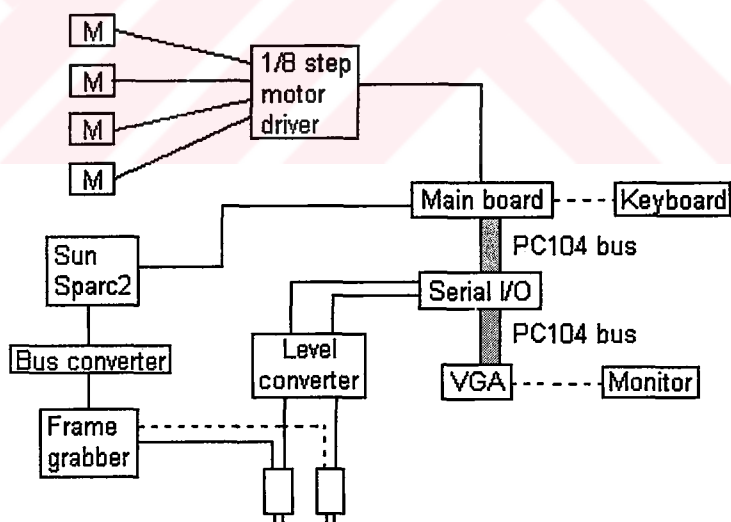 M
M
M
M
1/8 step
motor
driver
Main board
Keyboard
PC104 bus
Sun
Sparc2
Serial I/O
PC104 bus
Bus converter
Level
converter
VGA
Monitor
Frame
grabber